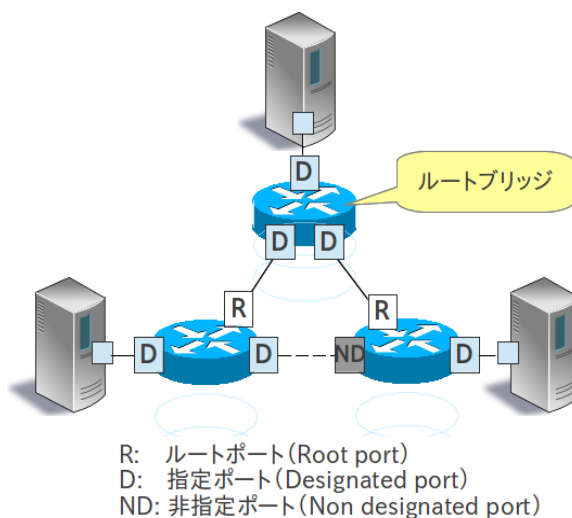 D
ルートブリッジ
D D
R R
D D ND D
R: ルートポート(Root port)
D: 指定ポート(Designated port)
ND: 非指定ポート(Non designated port)